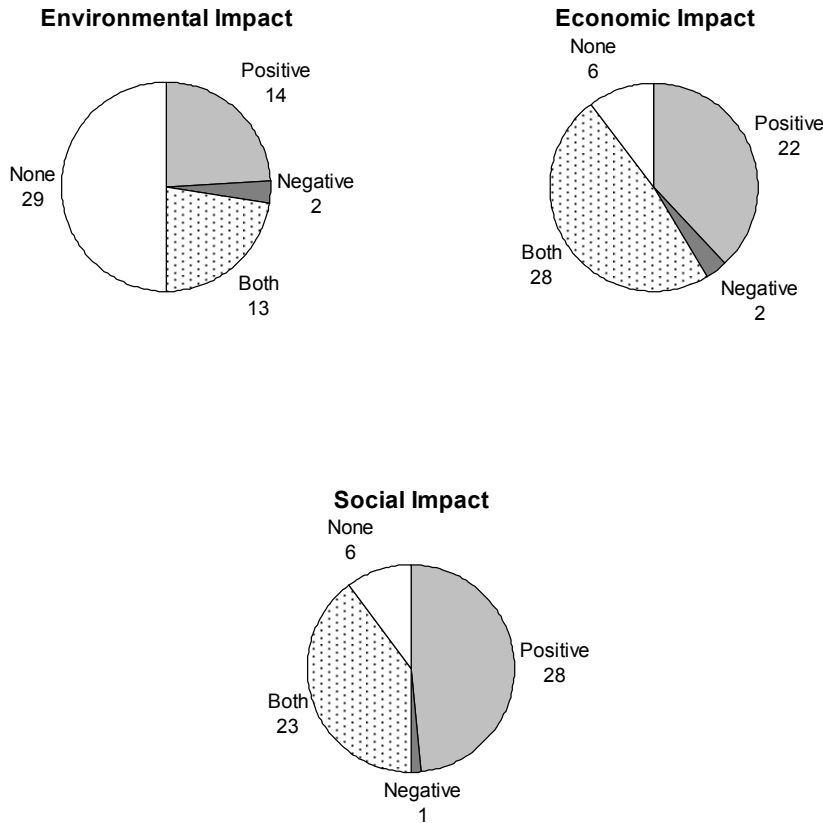 Environmental Impact
Positive
14
None
29
Negative
2
Both
13
Economic Impact
None
6
Positive
22
Both
28
Negative
2
Social Impact
None
6
Positive
28
Both
23
Negative
1